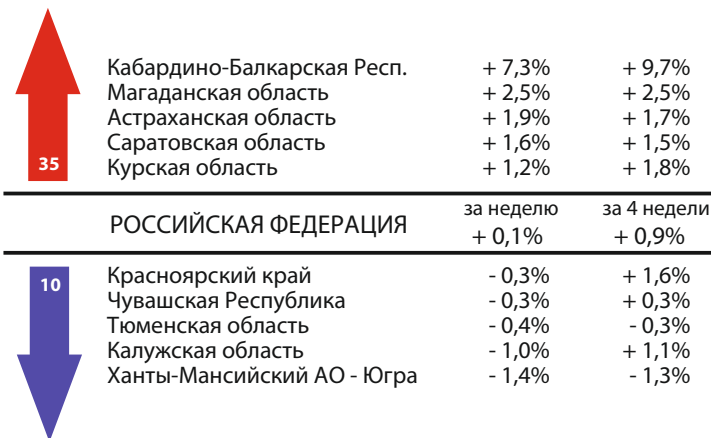 Кабардино-Балкарская Респ. + 7,3% + 9,7%
Магаданская область + 2,5% + 2,5%
Астраханская область + 1,9% + 1,7%
Саратовская область + 1,6% + 1,5%
35 Курская область + 1,2% + 1,8%
за неделю за 4 недели
РОССИЙСКАЯ ФЕДЕРАЦИЯ + 0,1% + 0,9%
10 Красноярский край - 0,3% + 1,6%
Чувашская Республика - 0,3% + 0,3%
Тюменская область - 0,4% - 0,3%
Калужская область - 1,0% + 1,1%
Ханты-Мансийский АО - Югра - 1,4% - 1,3%